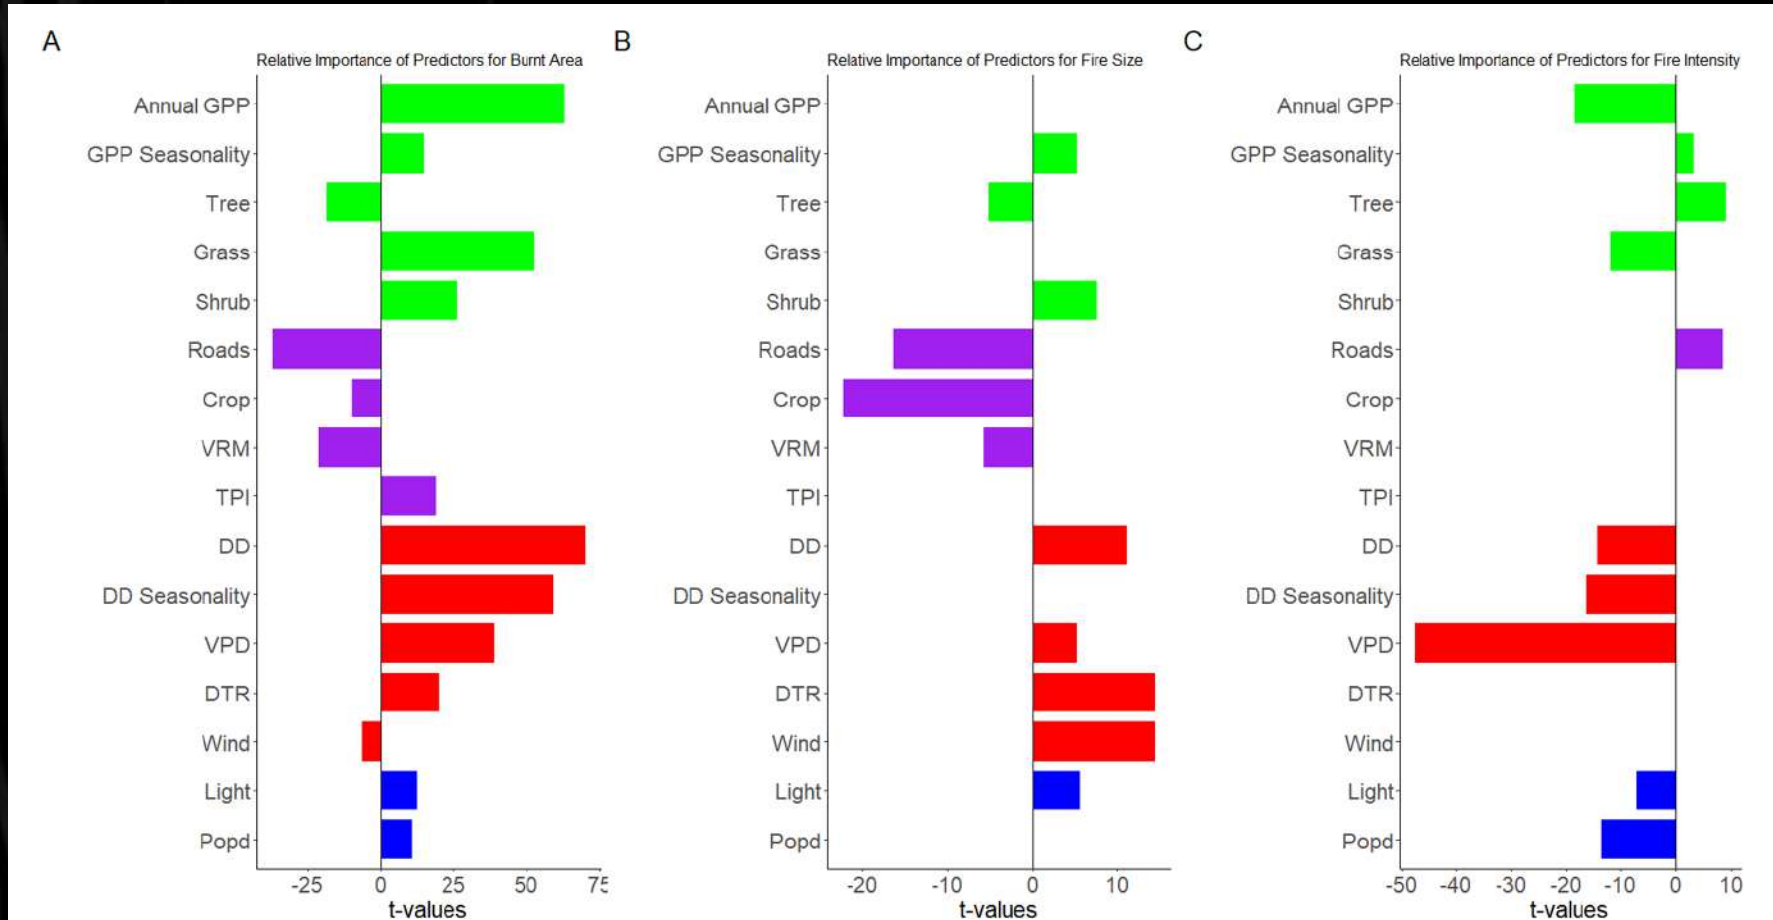 A
Relative Importance of Predictors for Burnt Area
Annual GPP
GPP Seasonality
Tree
Grass
Shrub
Roads
Crop
VRM
TPI
DD
DD Seasonality
VPD
DTR
Wind
Light
Popd
-25 0 25 50 75
t-values
B
Relative Importance of Predictors for Fire Size
Annual GPP
GPP Seasonality
Tree
Grass
Shrub
Roads
Crop
VRM
TPI
DD
DD Seasonality
VPD
DTR
Wind
Light
Popd
-20 -10 0 10
t-values
C
Relative Importance of Predictors for Fire Intensity
Annual GPP
GPP Seasonality
Tree
Grass
Shrub
Roads
Crop
VRM
TPI
DD
DD Seasonality
VPD
DTR
Wind
Light
Popd
-50 -40 -30 -20 -10 0 10
t-values